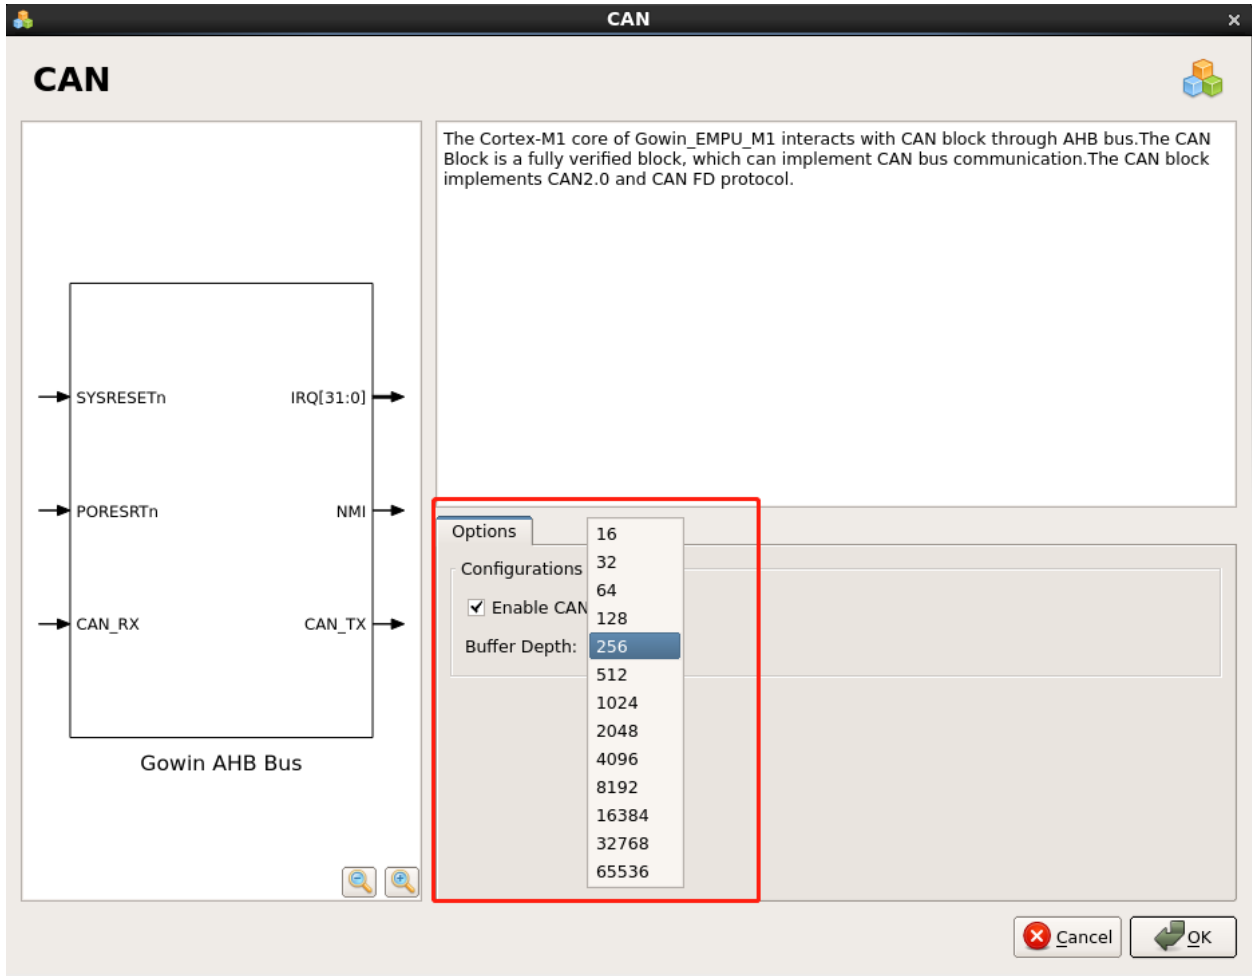 CAN
CAN
The Cortex-M1 core of Gowin_EMPU_M1 interacts with CAN block through AHB bus.The CAN
Block is a fully verified block, which can implement CAN bus communication.The CAN block
implements CAN2.0 and CAN FD protocol.
SYSRESETn
IRQ[31:0]
PORESRTn
NMI
CAN_RX
CAN_TX
Gowin AHB Bus
Options
Configurations
Enable CAN
Buffer Depth:
16
32
64
128
256
512
1024
2048
4096
8192
16384
32768
65536
Cancel
OK